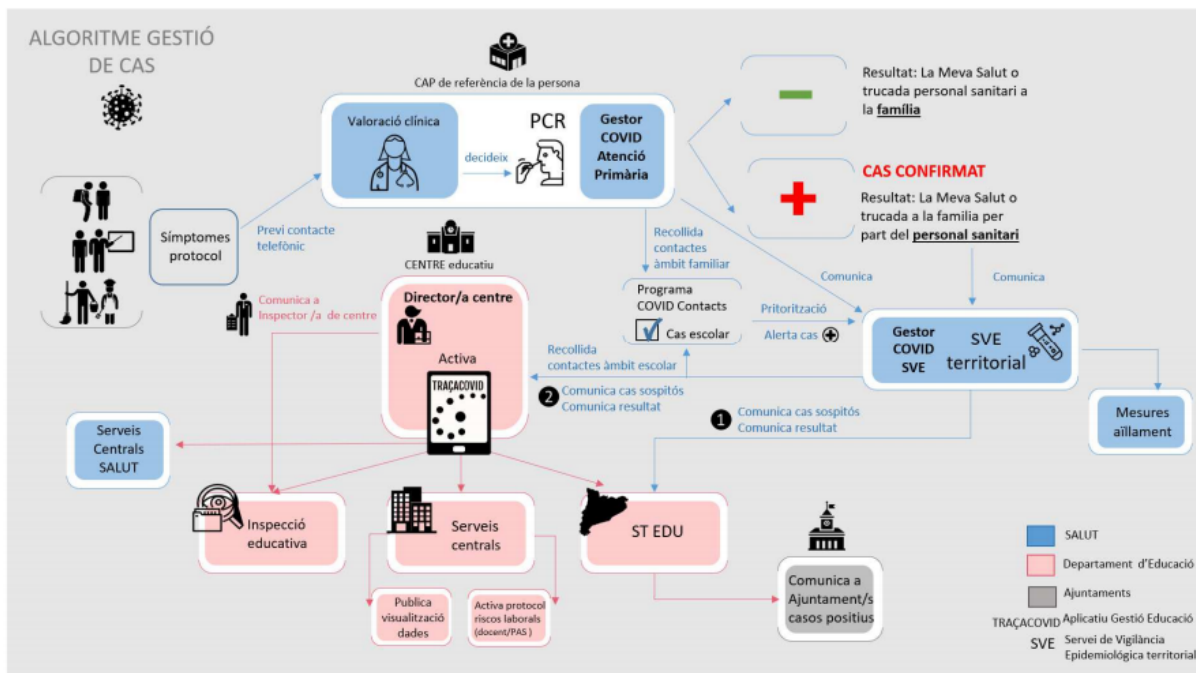 ALGORITME GESTIÓ
DE CAS
CAP de referència de la persona
Valoració clínica
decideix
PCR
Gestor
COVID
Atenció
Primària
Resultat: La Meva Salut o
trucada personal sanitari a
la família
CAS CONFIRMAT
Resultat: La Meva Salut o
trucada a la familia per
part del personal sanitari
Símptomes
protocol
Previ contacte
telefònic
CENTRE educatiu
Recollida
contactes
àmbit familiar
Comunica
Comunica
Comunica a
Inspector /a de centre
Director/a centre
Activa
TRAÇACOVID
Programa
COVID Contacts
Cas escolar
Pritorització
Alerta cas
Gestor
COVID
SVE
SVE
territorial
Recollida
contactes àmbit escolar
2 Comunica cas sospitós
Comunica resultat
1 Comunica cas sospitós
Comunica resultat
Mesures
aïllament
Serveis
Centrals
SALUT
Inspecció
educativa
Serveis
centrals
ST EDU
Publica
visualització
dades
Activa protocol
riscos laborals
(docent/PAS )
Comunica a
Ajuntament/s
casos positius
SALUT
Departament d'Educació
Ajuntaments
TRAÇACOVID Aplicatiu Gestió Educació
SVE Servei de Vigilància
Epidemiológica territorial